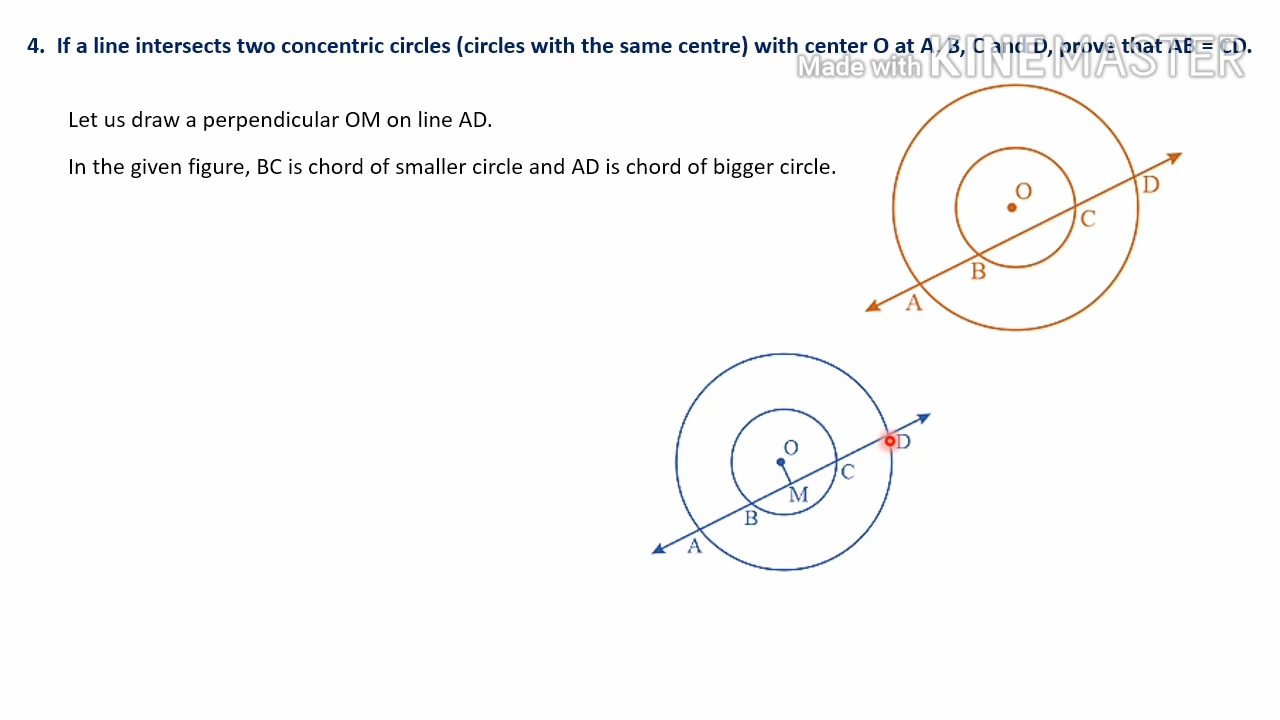 4. If a line intersects two concentric circles (circles with the same centre) with center O at A, B, C and D, prove that AB = CD.
Made with KINEMASTER
Let us draw a perpendicular OM on line AD.
In the given figure, BC is chord of smaller circle and AD is chord of bigger circle.
D
O
C
B
A
O
D
C
M
B
A